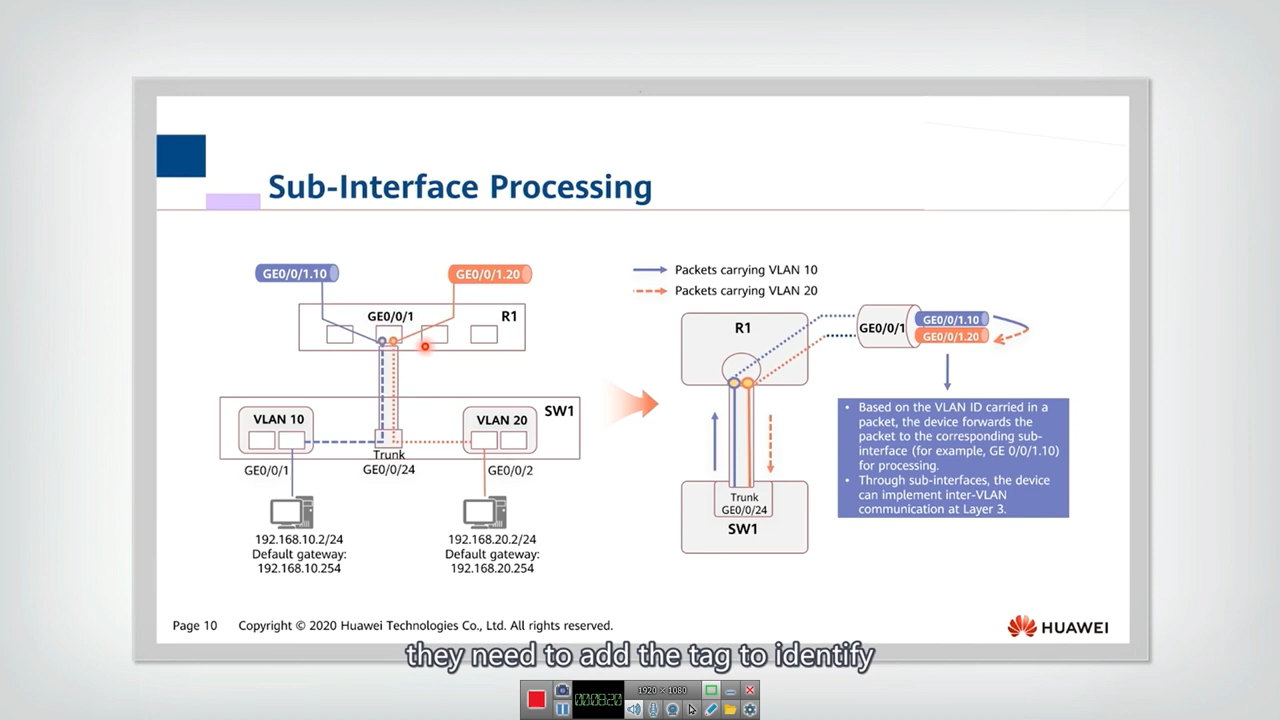 Sub-Interface Processing
GE0/0/1.10
GE0/0/1.20
GE0/0/1
R1
VLAN 10
VLAN 20
SW1
Trunk
GE0/0/24
GE0/0/1
GE0/0/2
192.168.10.2/24
Default gateway:
192.168.10.254
192.168.20.2/24
Default gateway:
192.168.20.254
Packets carrying VLAN 10
Packets carrying VLAN 20
R1
GE0/0/1
GE0/0/1.10
GE0/0/1.20
Trunk
GE0/0/24
SW1
• Based on the VLAN ID carried in a
packet, the device forwards the
packet to the corresponding sub-
interface (for example, GE 0/0/1.10)
for processing.
• Through sub-interfaces, the device
can implement inter-VLAN
communication at Layer 3.
Page 10 Copyright © 2020 Huawei Technologies Co., Ltd. All rights reserved.
HUAWEI
they need to add the tag to identify
1920 × 1080
00:08:20